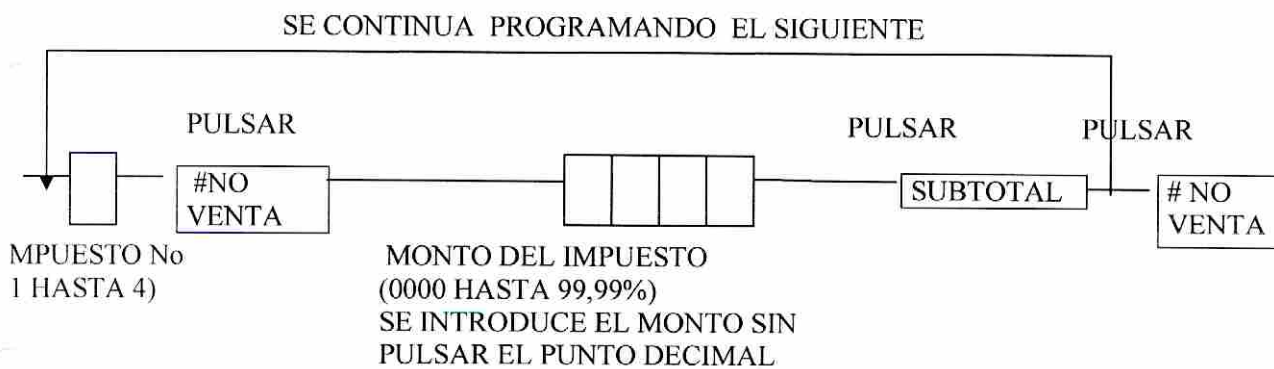 SE CONTINUA PROGRAMANDO EL SIGUIENTE
PULSAR
PULSAR
PULSAR
#NO
VENTA
SUBTOTAL
# NO
VENTA
MPUESTO No
1 HASTA 4)
MONTO DEL IMPUESTO
(0000 HASTA 99,99%)
SE INTRODUCE EL MONTO SIN
PULSAR EL PUNTO DECIMAL